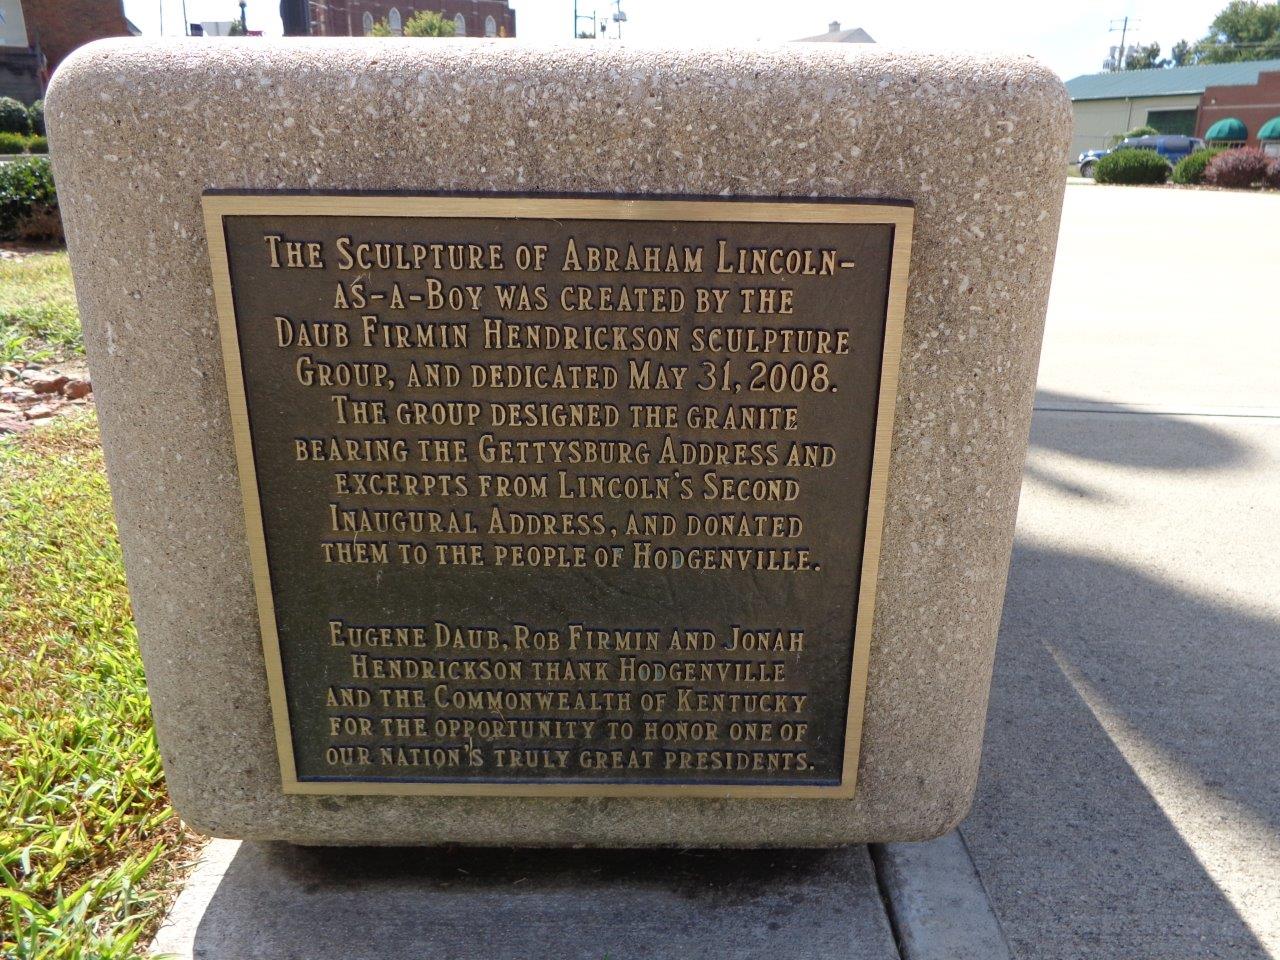 The Sculpture of Abraham Lincoln-
as-a-Boy was created by the
Daub Firmin Hendrickson sculpture
Group, and dedicated May 31, 2008.
The group designed the granite
bearing the Gettysburg Address and
excerpts from Lincoln's Second
Inaugural Address, and donated
them to the people of Hodgenville.
Eugene Daub, Rob Firmin and Jonah
Hendrickson thank Hodgenville
and the Commonwealth of Kentucky
for the opportunity to honor one of
our nation's truly great presidents.